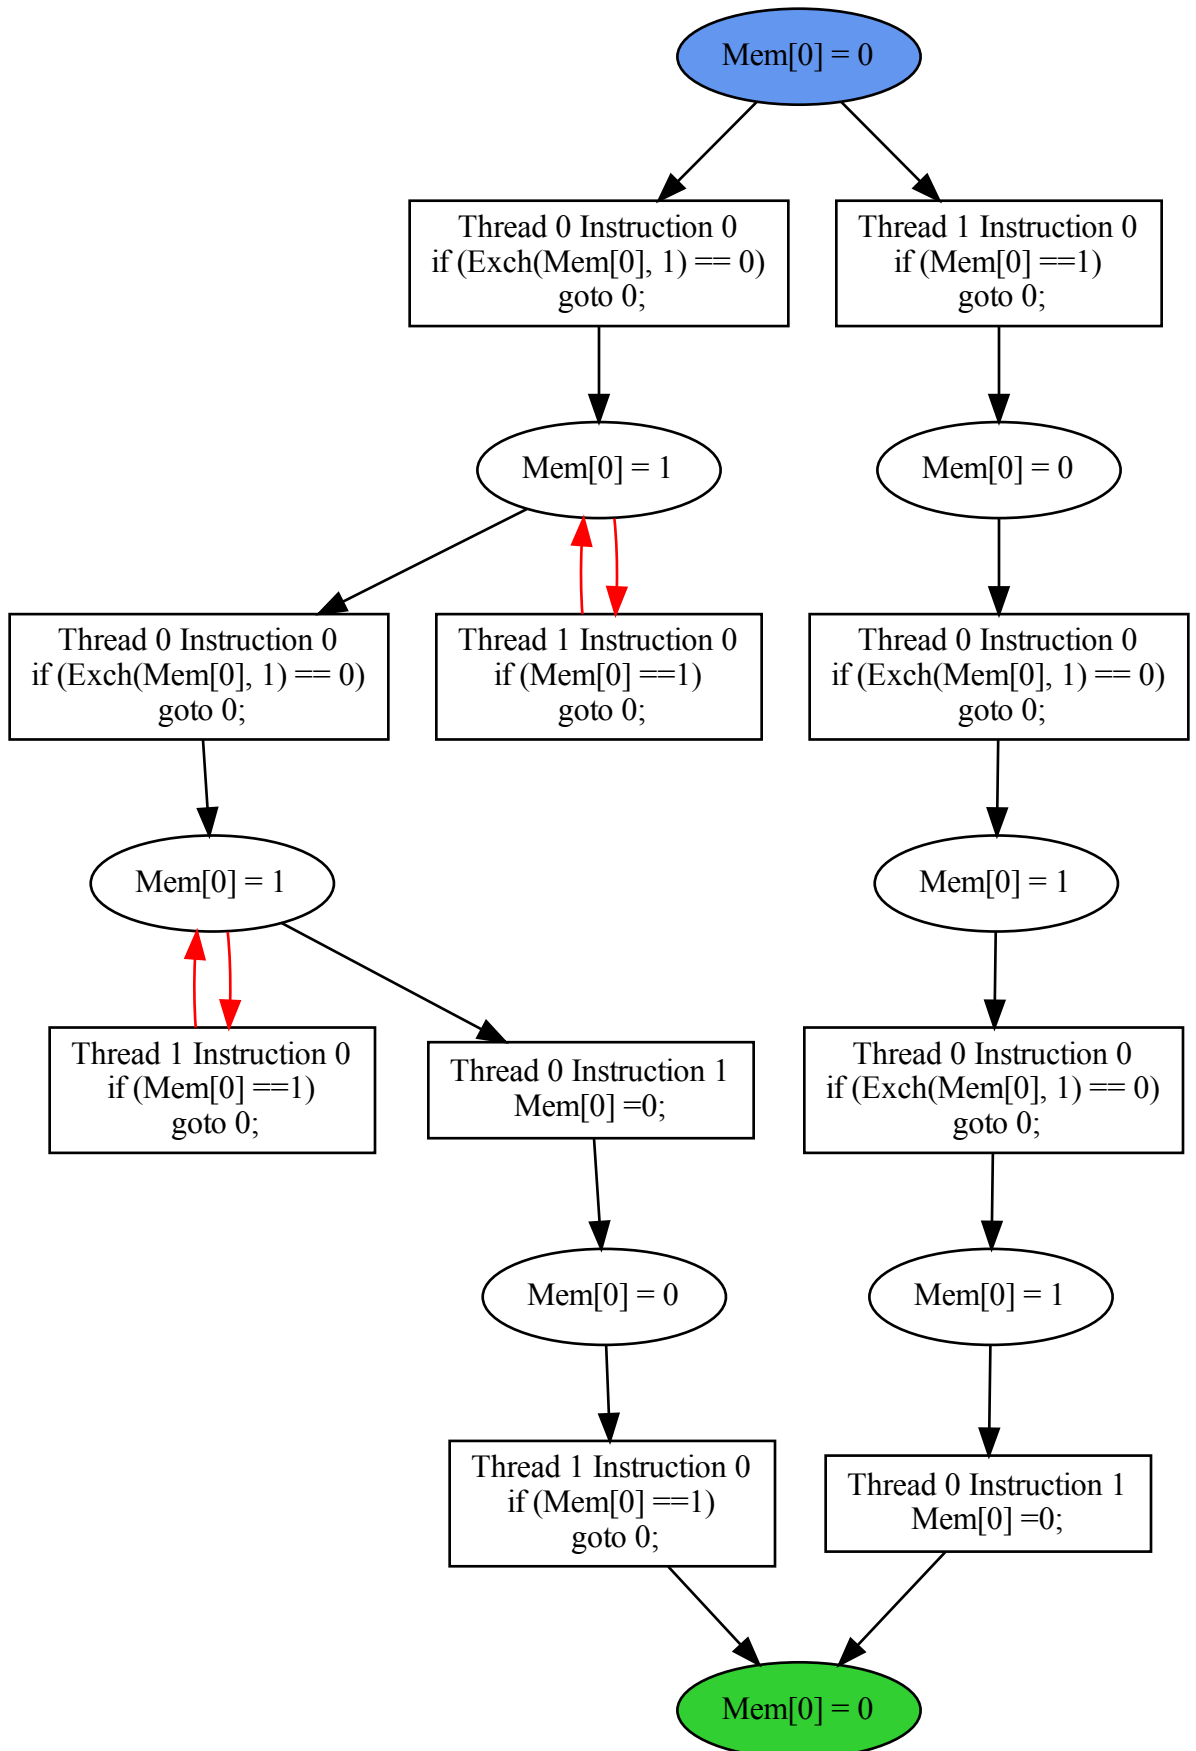 Mem[0] = 0
Thread 0 Instruction 0
if (Exch(Mem[0], 1) == 0)
goto 0;
Thread 1 Instruction 0
if (Mem[0] ==1)
goto 0;
Mem[0] = 1
Mem[0] = 0
Thread 0 Instruction 0
if (Exch(Mem[0], 1) == 0)
goto 0;
Thread 1 Instruction 0
if (Mem[0] ==1)
goto 0;
Thread 0 Instruction 0
if (Exch(Mem[0], 1) == 0)
goto 0;
Mem[0] = 1
Mem[0] = 1
Thread 1 Instruction 0
if (Mem[0] ==1)
goto 0;
Thread 0 Instruction 1
Mem[0] =0;
Thread 0 Instruction 0
if (Exch(Mem[0], 1) == 0)
goto 0;
Mem[0] = 0
Mem[0] = 1
Thread 1 Instruction 0
if (Mem[0] ==1)
goto 0;
Thread 0 Instruction 1
Mem[0] =0;
Mem[0] = 0